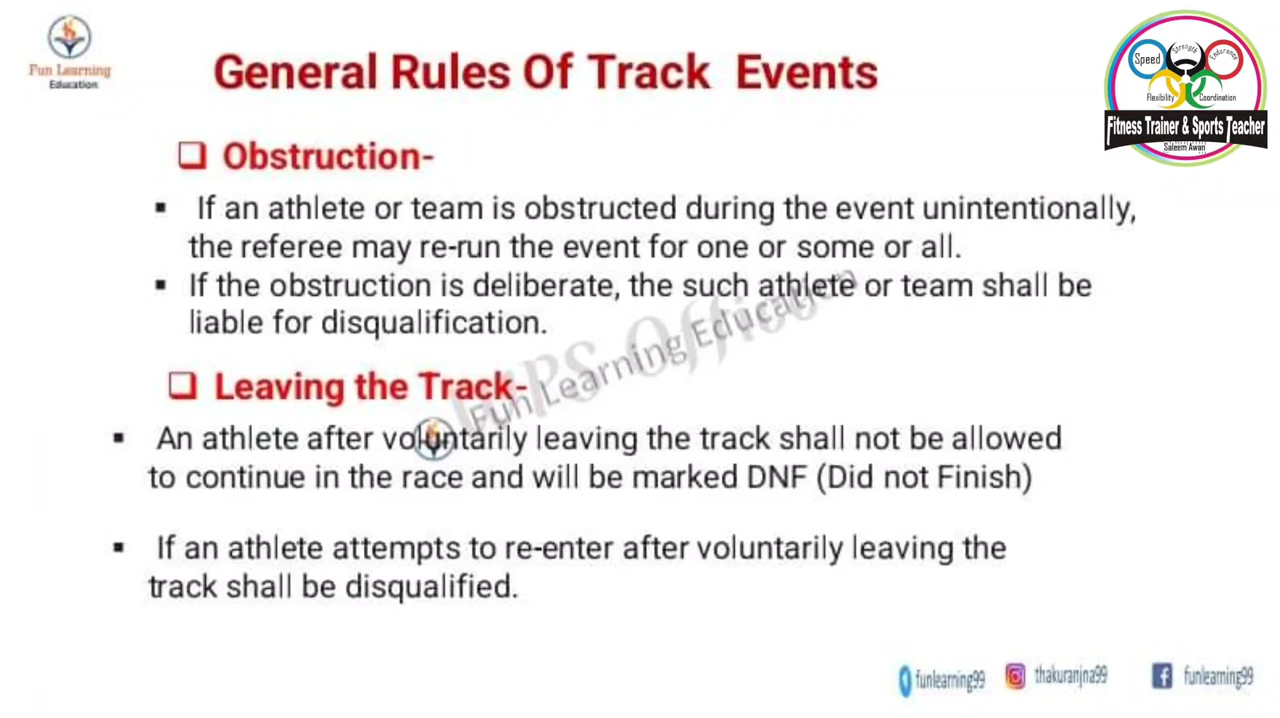 Fun Learning
Education
General Rules Of Track Events
Speed
Strength
Endurance
Flexibility
Coordination
Fitness Trainer & Sports Teacher
Saleem Awan
❑ Obstruction-
▪ If an athlete or team is obstructed during the event unintentionally,
the referee may re-run the event for one or some or all.
▪ If the obstruction is deliberate, the such athlete or team shall be
liable for disqualification.
❑ Leaving the Track-
▪ An athlete after voluntarily leaving the track shall not be allowed
to continue in the race and will be marked DNF (Did not Finish)
▪ If an athlete attempts to re-enter after voluntarily leaving the
track shall be disqualified.
Fun Learning Education
funlearning99
thakuranjna99
funlearning99